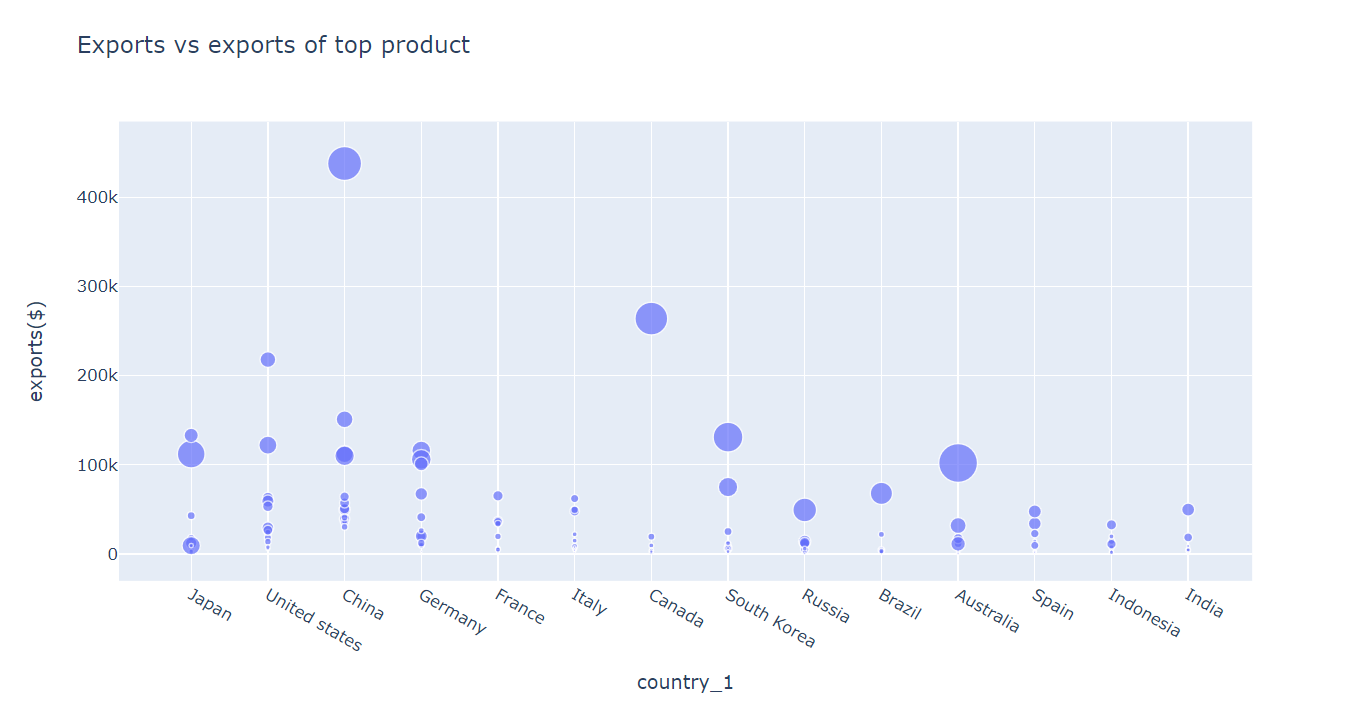 Exports vs exports of top product
400k
300k
200k
100k
0
exports($)
Japan
United states
China
Germany
France
Italy
Canada
South Korea
Russia
Brazil
Australia
Spain
Indonesia
India
country_1